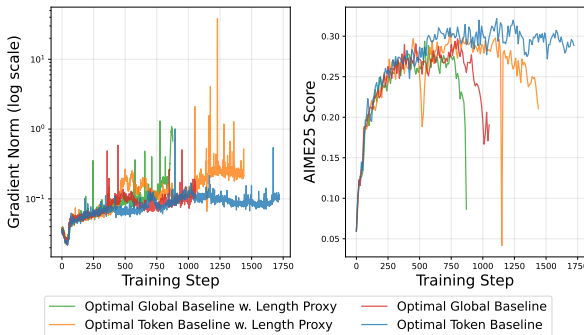 Gradient Norm (log scale)
10¹
10⁰
10⁻¹
0 250 500 750 1000 1250 1500 1750
Training Step
AIME25 Score
0.30
0.25
0.20
0.15
0.10
0.05
0 250 500 750 1000 1250 1500 1750
Training Step
Optimal Global Baseline w. Length Proxy
Optimal Token Baseline w. Length Proxy
Optimal Global Baseline
Optimal Token Baseline